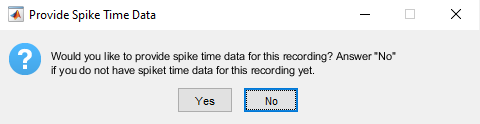 Provide Spike Time Data
Would you like to provide spike time data for this recording? Answer "No"
if you do not have spiket time data for this recording yet.
Yes
No